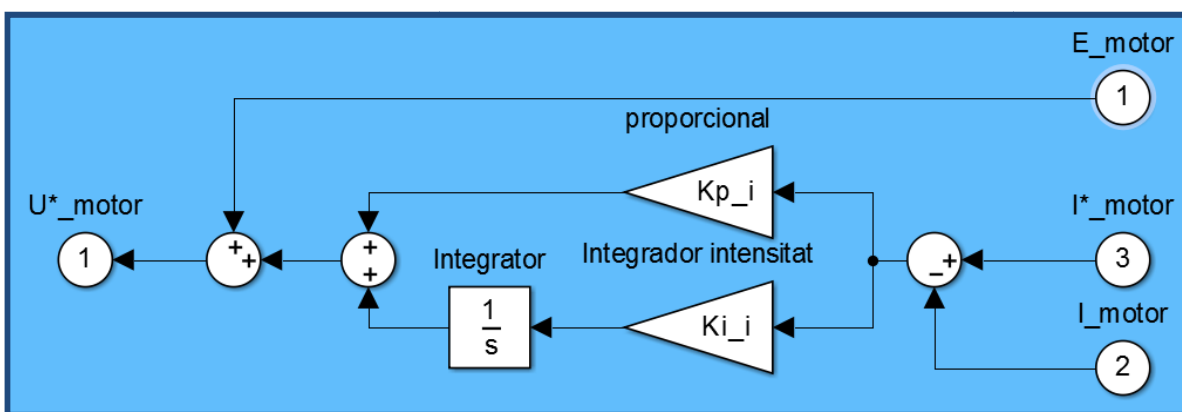 E_motor
1
proporcional
Kp_i
U*_motor
1
+
+
+
+
Integrator
1
s
Integrador intensitat
Ki_i
+
−
I*_motor
3
I_motor
2